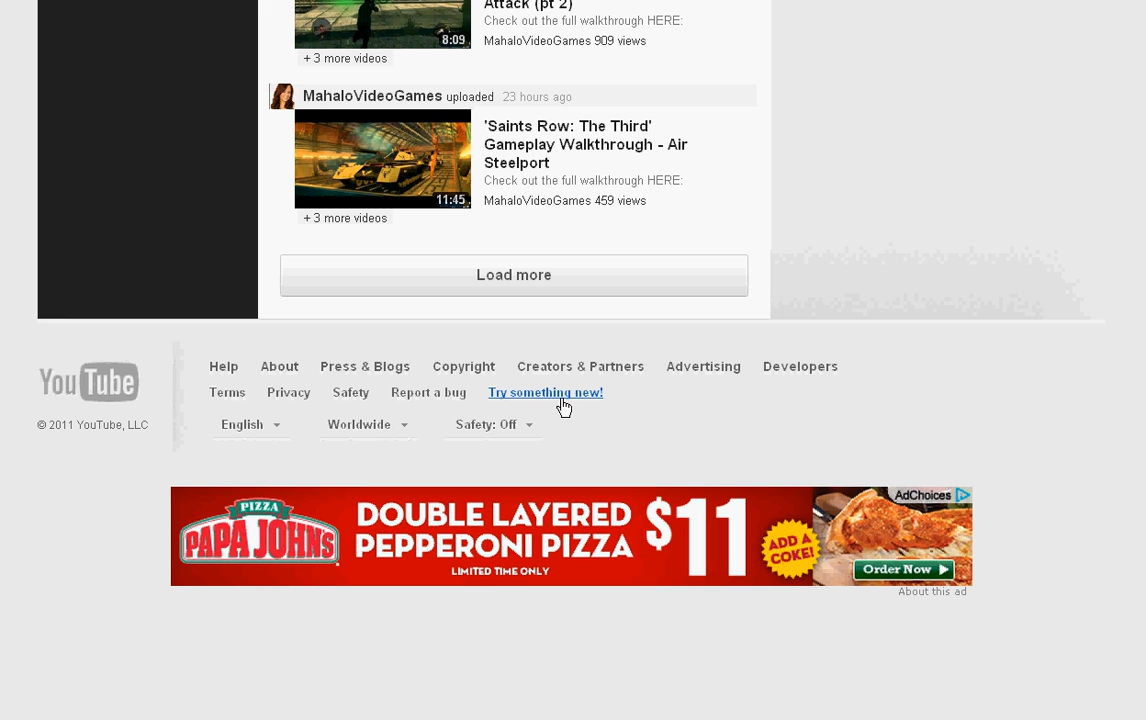 Attack (pt 2)
Check out the full walkthrough HERE:
8:09
MahaloVideoGames 909 views
+ 3 more videos
MahaloVideoGames uploaded 23 hours ago
'Saints Row: The Third'
Gameplay Walkthrough - Air
Steelport
Check out the full walkthrough HERE:
11:45
MahaloVideoGames 459 views
+ 3 more videos
Load more
YouTube
Help About Press & Blogs Copyright Creators & Partners Advertising Developers
Terms Privacy Safety Report a bug Try something new!
© 2011 YouTube, LLC
English Worldwide Safety: Off
AdChoices
PIZZA
PAPA JOHN'S
DOUBLE LAYERED
PEPPERONI PIZZA
$11
LIMITED TIME ONLY
ADD A
COKE!
Order Now
About this ad